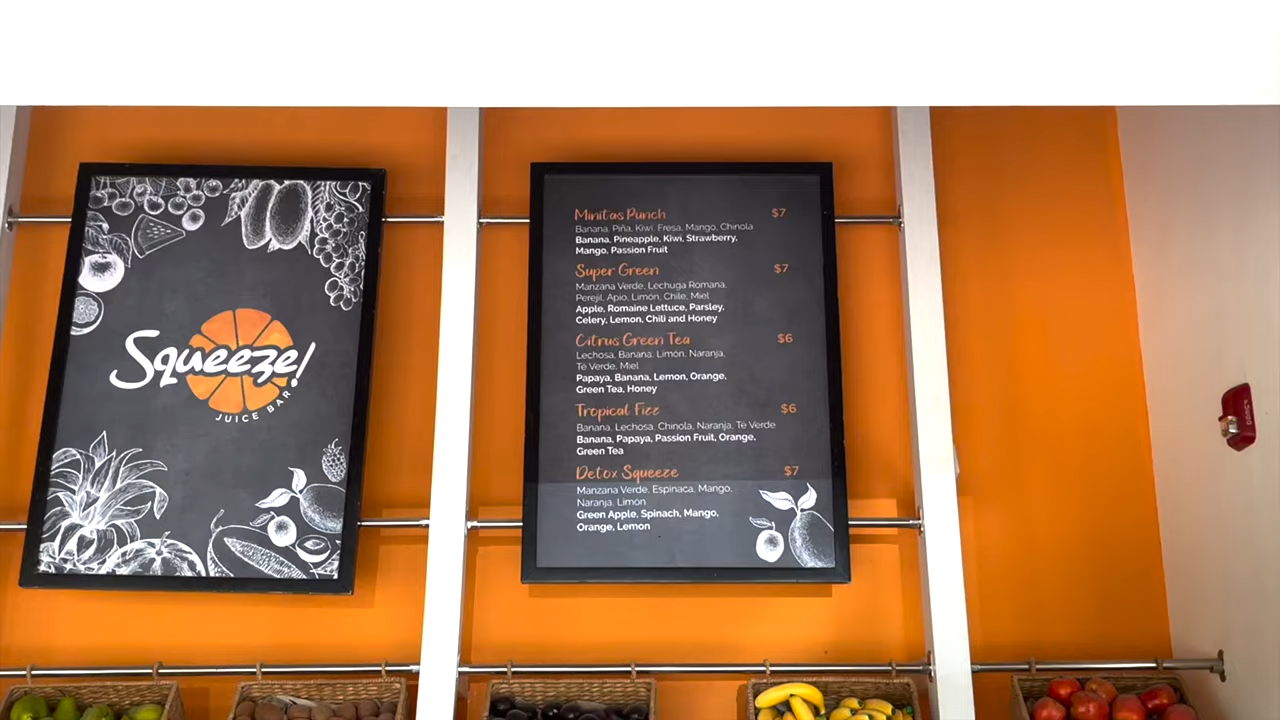 Squeeze!
JUICE BAR
Minitas Punch $7
Banana, Piña, Kiwi, Fresa, Mango, Chinola
Banana, Pineapple, Kiwi, Strawberry,
Mango, Passion Fruit
Super Green $7
Manzana Verde, Lechuga Romana,
Perejil, Apio, Limón, Chile, Miel
Apple, Romaine Lettuce, Parsley,
Celery, Lemon, Chili and Honey
Citrus Green Tea $6
Lechosa, Banana, Limón, Naranja,
Té Verde, Miel
Papaya, Banana, Lemon, Orange,
Green Tea, Honey
Tropical Fizz $6
Banana, Lechosa, Chinola, Naranja, Té Verde
Banana, Papaya, Passion Fruit, Orange,
Green Tea
Detox Squeeze $7
Manzana Verde, Espinaca, Mango,
Naranja, Limón
Green Apple, Spinach, Mango,
Orange, Lemon